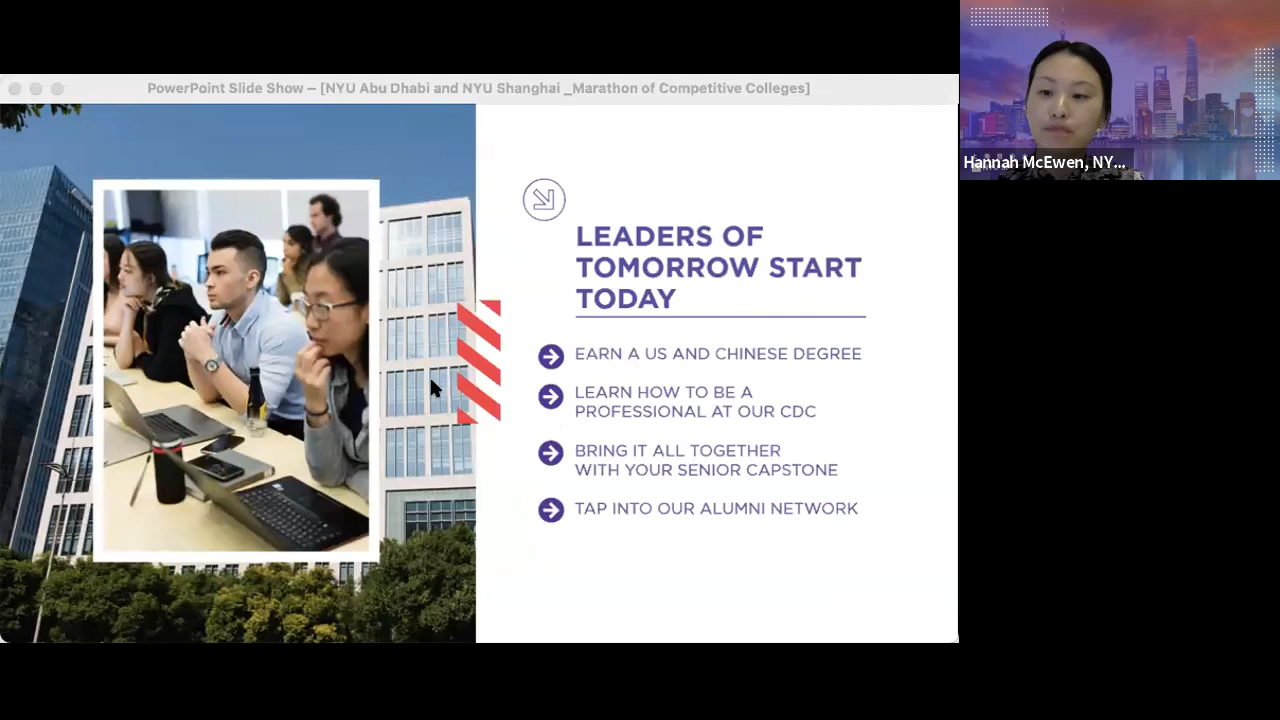 PowerPoint Slide Show – [NYU Abu Dhabi and NYU Shanghai _Marathon of Competitive Colleges]
LEADERS OF
TOMORROW START
TODAY
EARN A US AND CHINESE DEGREE
LEARN HOW TO BE A
PROFESSIONAL AT OUR CDC
BRING IT ALL TOGETHER
WITH YOUR SENIOR CAPSTONE
TAP INTO OUR ALUMNI NETWORK
Hannah McEwen, NY...